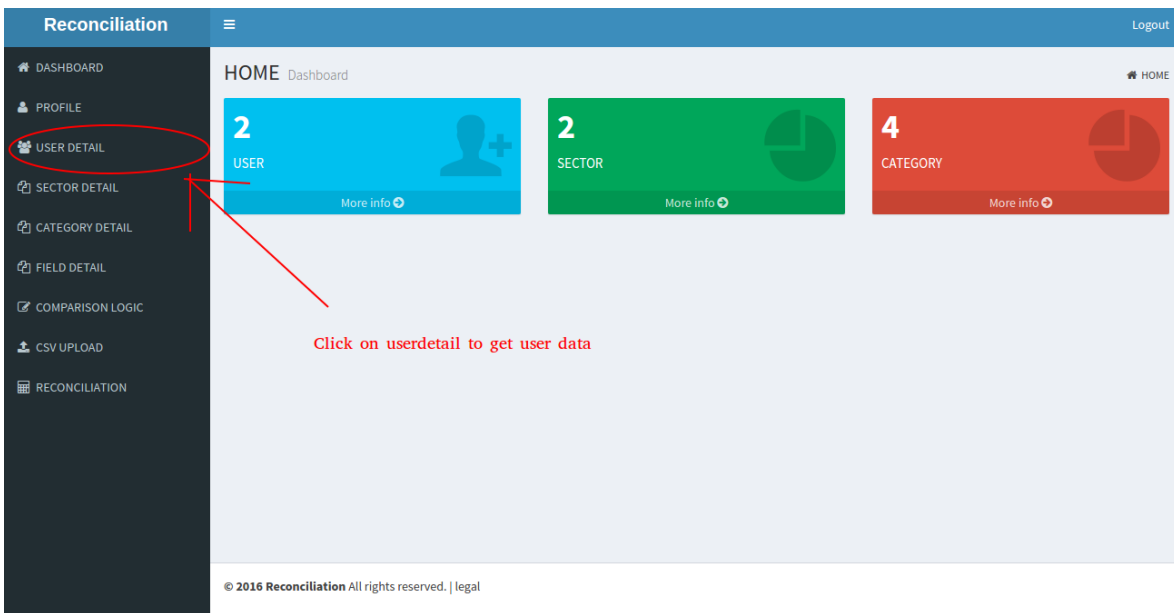 Reconciliation
Logout
DASHBOARD
PROFILE
USER DETAIL
SECTOR DETAIL
CATEGORY DETAIL
FIELD DETAIL
COMPARISON LOGIC
CSV UPLOAD
RECONCILIATION
HOME Dashboard
HOME
2
USER
More info
2
SECTOR
More info
4
CATEGORY
More info
Click on userdetail to get user data
© 2016 Reconciliation All rights reserved. | legal